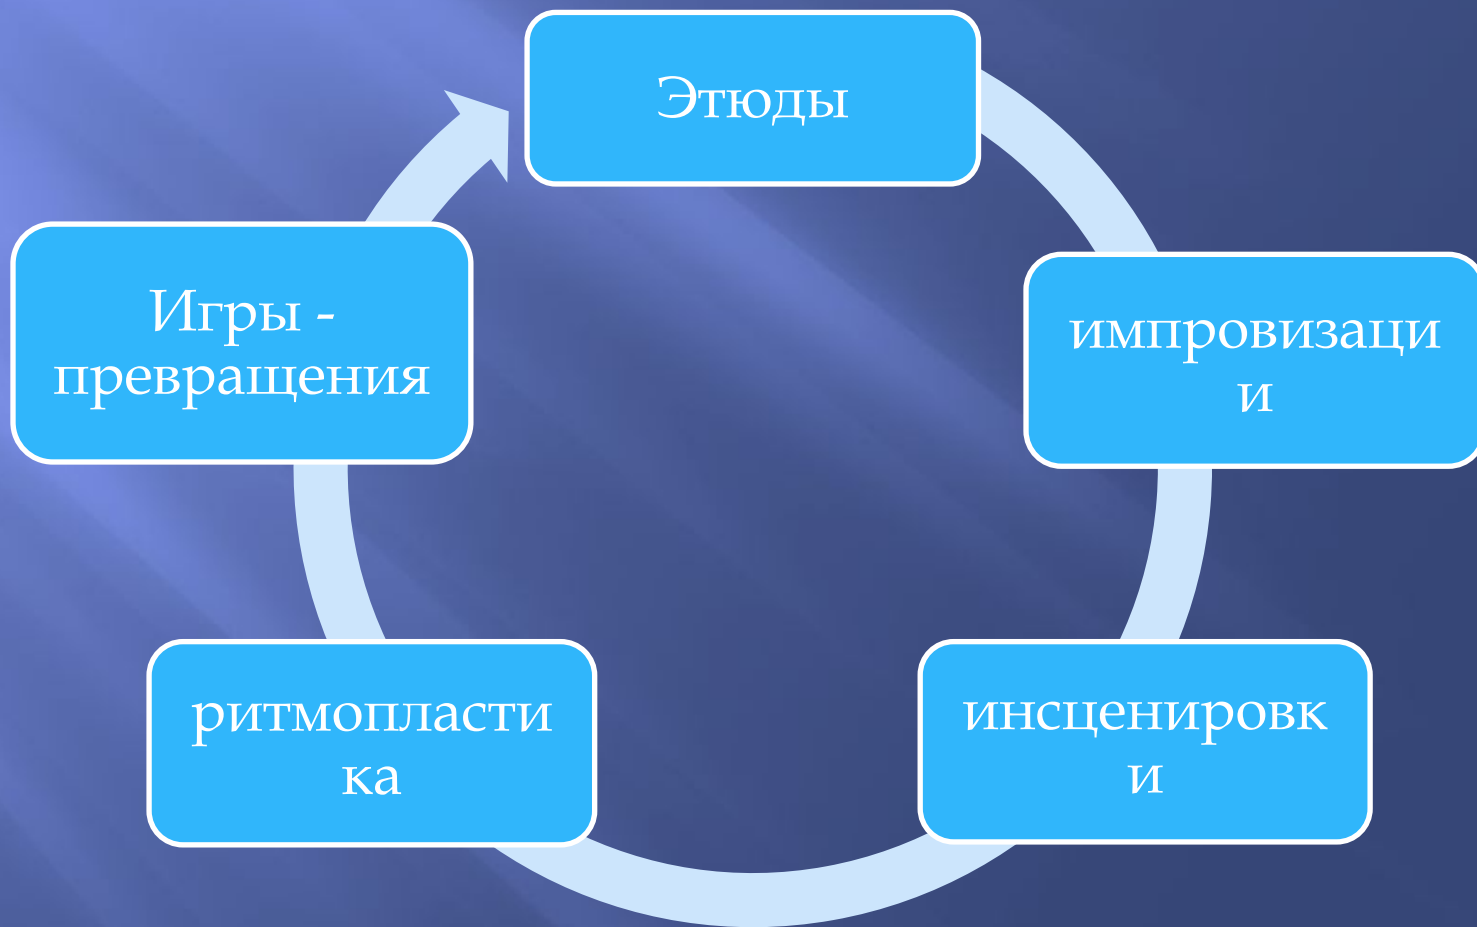 Этюды
импровизаци
и
инсценировк
и
ритмопласти
ка
Игры -
превращения